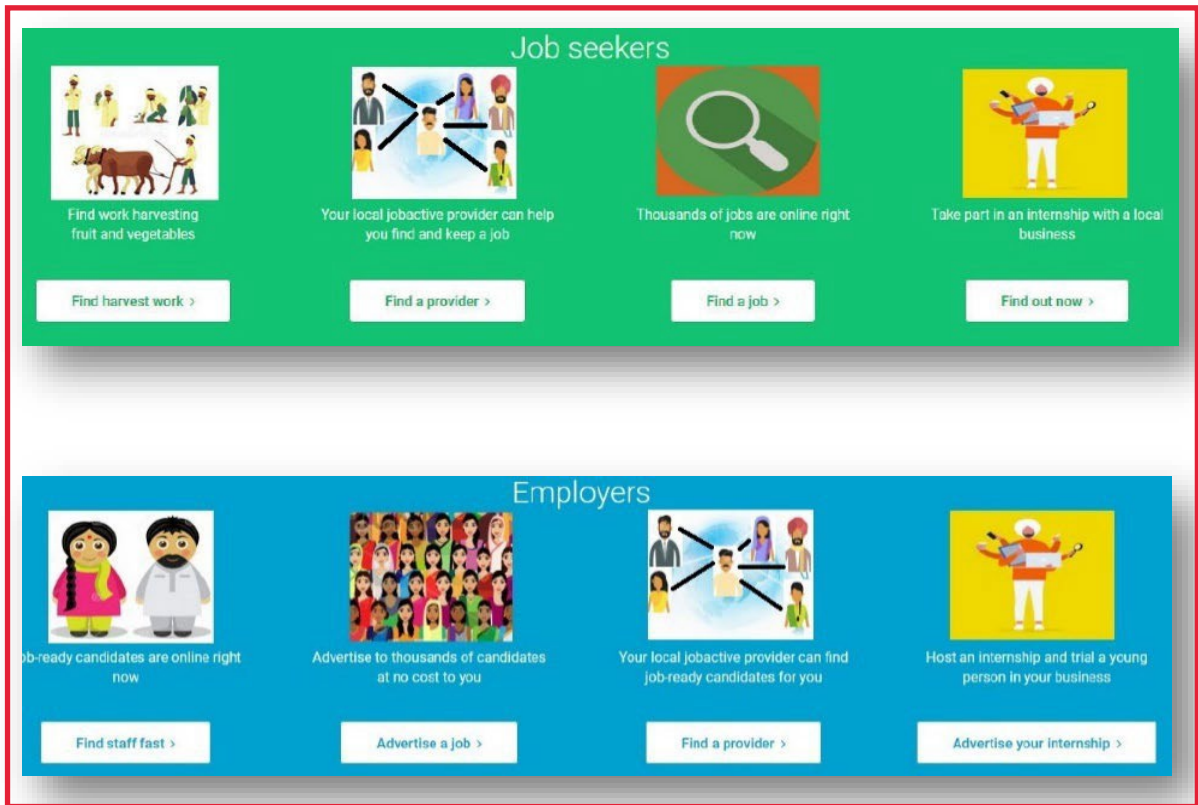 Job seekers
Find work harvesting
fruit and vegetables
Your local jobactive provider can help
you find and keep a job
Thousands of jobs are online right
now
Take part in an internship with a local
business
Find harvest work >
Find a provider >
Find a job >
Find out now >
Employers
ob-ready candidates are online right
now
Advertise to thousands of candidates
at no cost to you
Your local jobactive provider can find
job-ready candidates for you
Host an internship and trial a young
person in your business
Find staff fast >
Advertise a job >
Find a provider >
Advertise your internship >